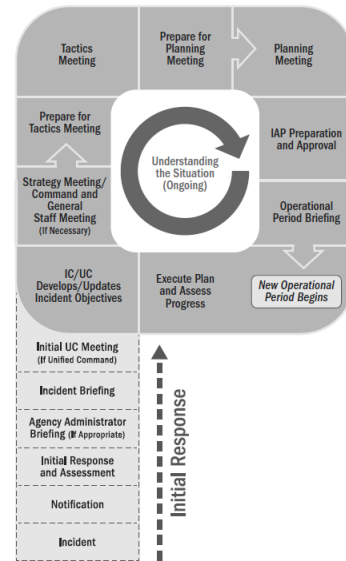 Tactics
Meeting
Prepare for
Planning
Meeting
Planning
Meeting
Prepare for
Tactics Meeting
IAP Preparation
and Approval
Understanding
the Situation
(Ongoing)
Strategy Meeting/
Command and
General
Staff Meeting
(If Necessary)
Operational
Period Briefing
IC/UC
Develops/Updates
Incident Objectives
Execute Plan
and Assess
Progress
New Operational
Period Begins
Initial UC Meeting
(If Unified Command)
Incident Briefing
Agency Administrator
Briefing (If Appropriate)
Initial Response
and Assessment
Notification
Incident
Initial Response